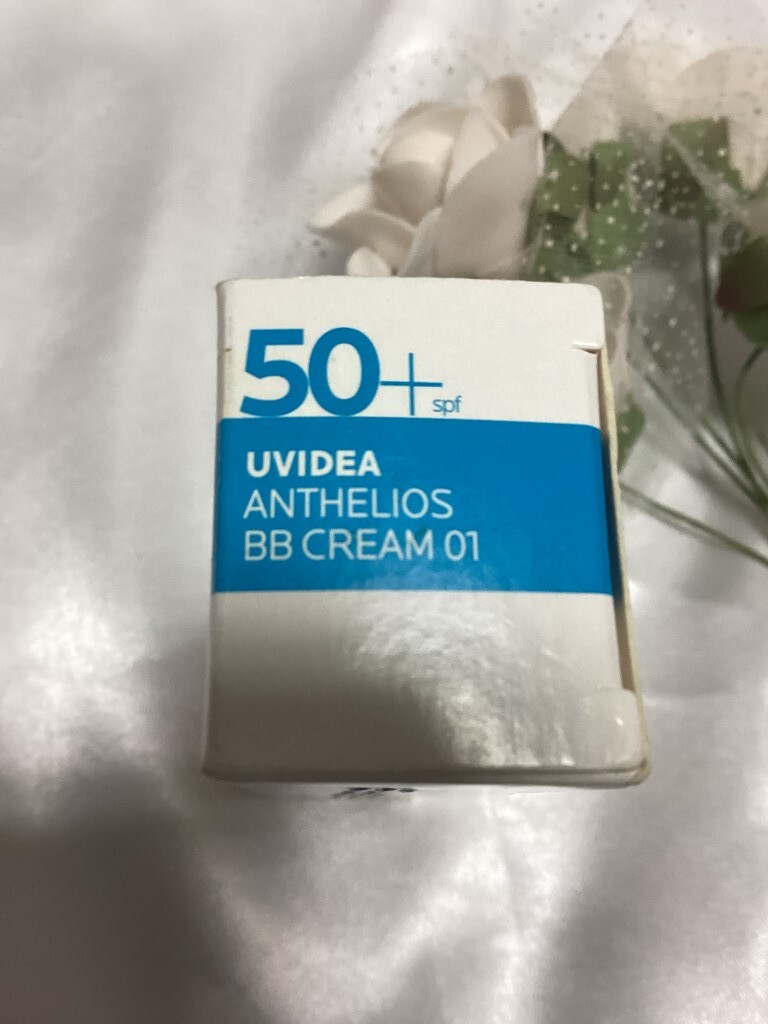 50+ spf
UVIDEA
ANTHELIOS
BB CREAM 01